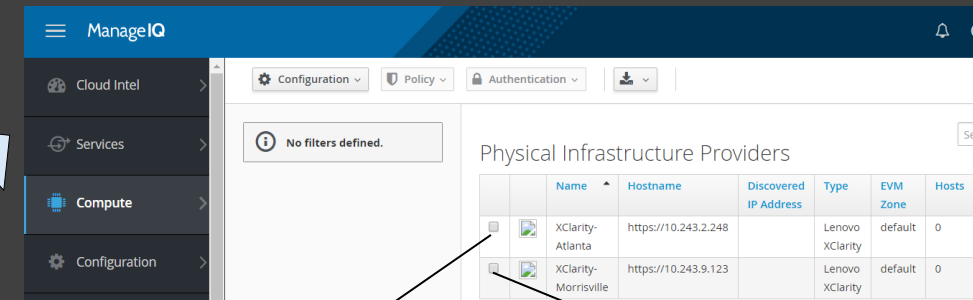 ManageIQ
Cloud Intel
Services
Compute
Configuration
Configuration
Policy
Authentication
No filters defined.
Se
Physical Infrastructure Providers
Name Hostname Discovered IP Address Type EVM Zone Hosts
XClarity-Atlanta https://10.243.2.248 Lenovo XClarity default 0
XClarity-Morrisville https://10.243.9.123 Lenovo XClarity default 0